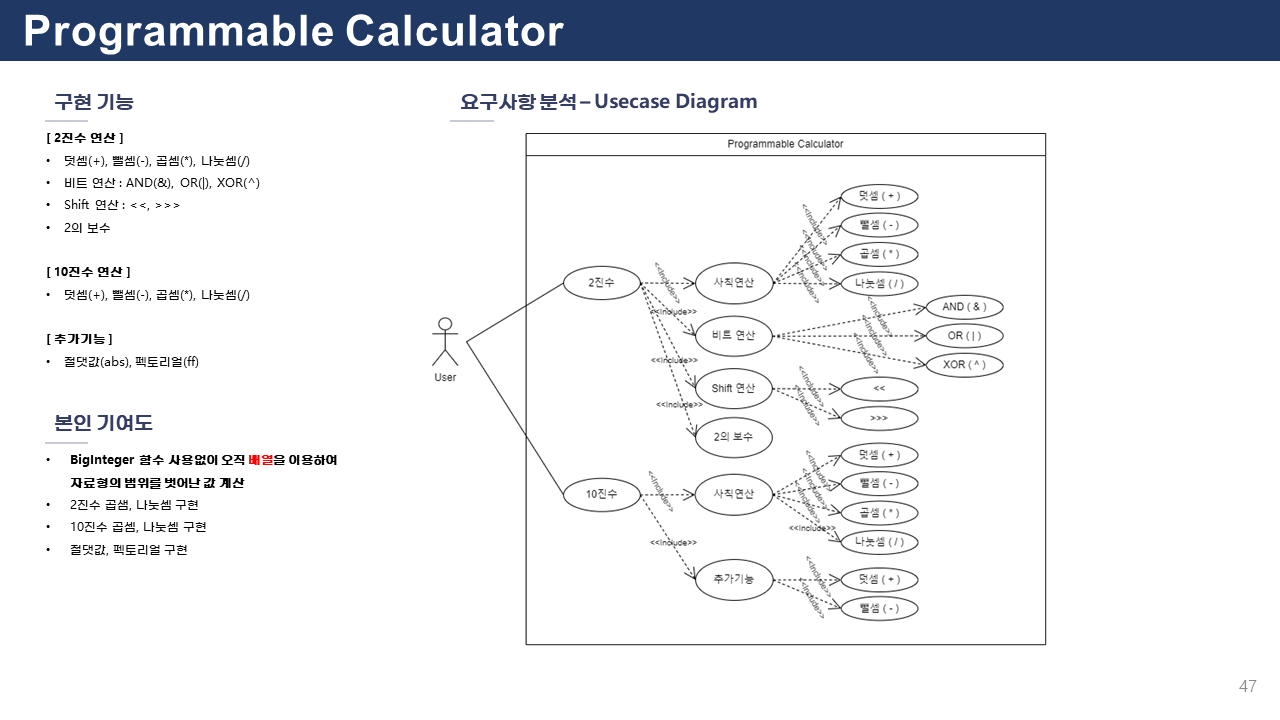 Programmable Calculator
구현 기능
[ 2진수 연산 ]
• 덧셈(+), 뺄셈(-), 곱셈(*), 나눗셈(/)
• 비트 연산 : AND(&), OR(|), XOR(^)
• Shift 연산 : <<, >>>
• 2의 보수
[ 10진수 연산 ]
• 덧셈(+), 뺄셈(-), 곱셈(*), 나눗셈(/)
[ 추가기능 ]
• 절댓값(abs), 펙토리얼(ff)
본인 기여도
• BigInteger 함수 사용없이 오직 배열을 이용하여
자료형의 범위를 벗어난 값 계산
• 2진수 곱샘, 나눗셈 구현
• 10진수 곱셈, 나눗셈 구현
• 절댓값, 펙토리얼 구현
요구사항 분석 – Usecase Diagram
Programmable Calculator
User
2진수
<<Include>>
<<Include>>
<<Include>>
<<Include>>
사칙연산
<<Include>>
<<Include>>
<<Include>>
<<Include>>
덧셈 ( + )
뺄셈 ( - )
곱셈 ( * )
나눗셈 ( / )
비트 연산
<<Include>>
<<Include>>
<<Include>>
AND ( & )
OR ( | )
XOR ( ^ )
Shift 연산
<<Include>>
<<Include>>
<<
>>>
2의 보수
10진수
<<Include>>
<<Include>>
사칙연산
<<Include>>
<<Include>>
<<Include>>
<<Include>>
덧셈 ( + )
뺄셈 ( - )
곱셈 ( * )
나눗셈 ( / )
추가기능
<<Include>>
<<Include>>
덧셈 ( + )
뺄셈 ( - )
47